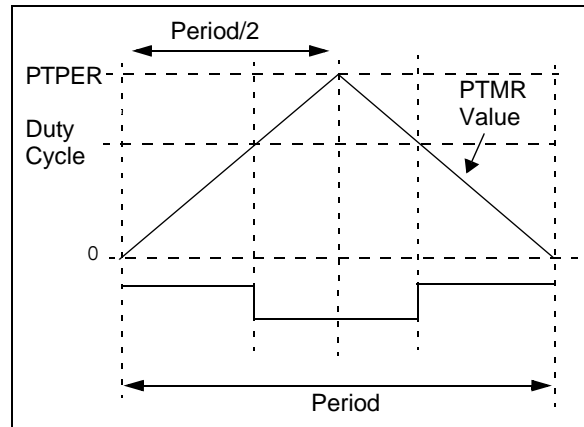 Period/2
PTPER
PTMR
Value
Duty
Cycle
0
Period